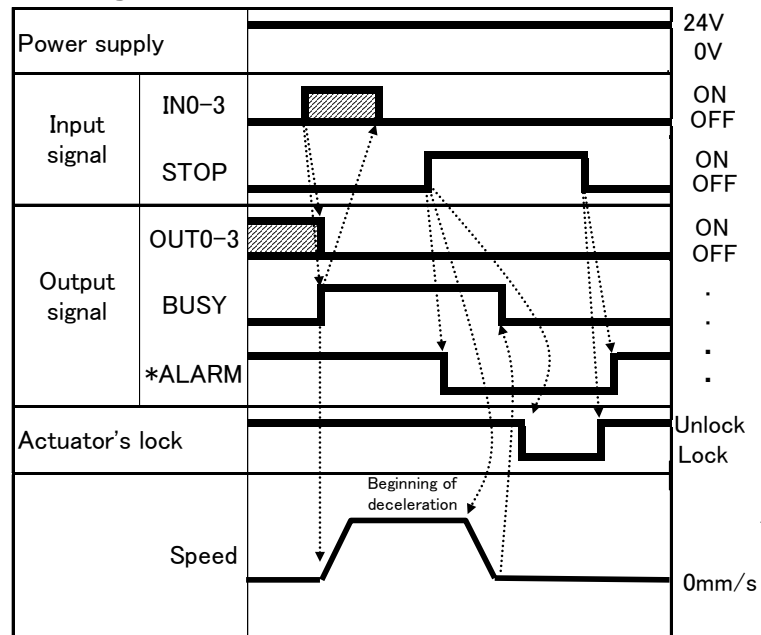 Power supply
24V
0V
Input
signal
IN0-3
ON
OFF
STOP
ON
OFF
Output
signal
OUT0-3
ON
OFF
BUSY
*ALARM
Actuator's lock
Unlock
Lock
Beginning of
deceleration
Speed
0mm/s